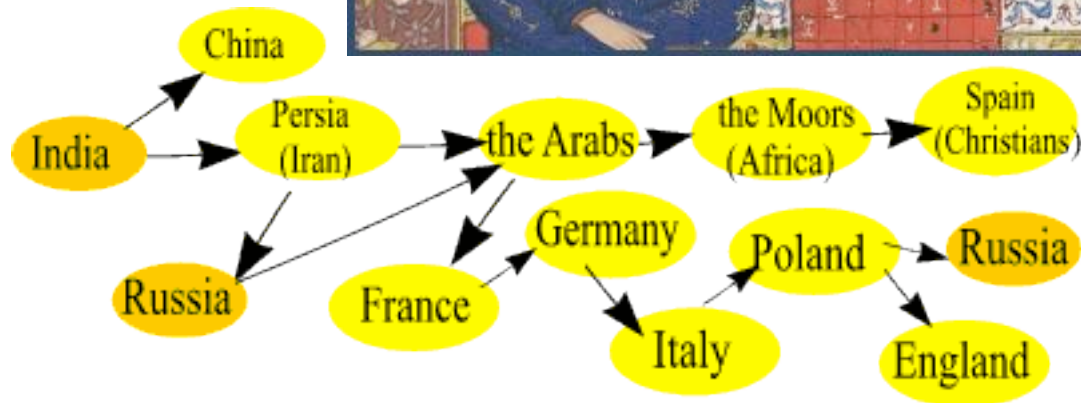 China
India
Persia
(Iran)
the Arabs
the Moors
(Africa)
Spain
(Christians)
Russia
France
Germany
Italy
Poland
Russia
England